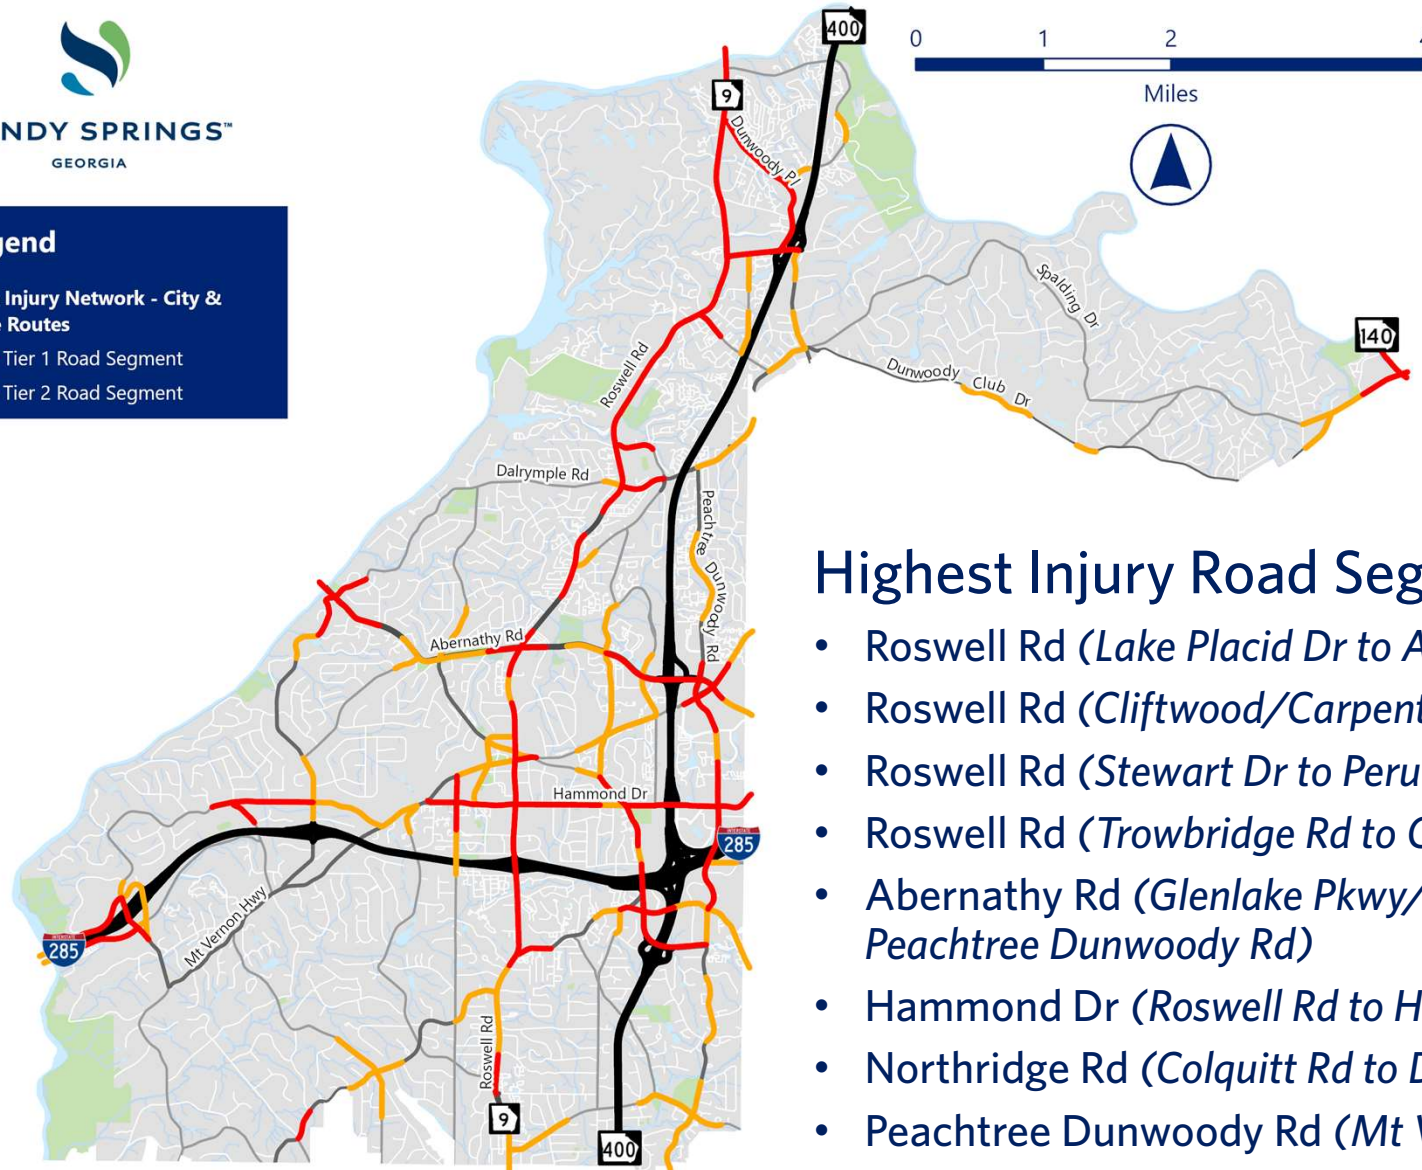 NDY SPRINGS™
GEORGIA
gend
Injury Network - City &
Routes
Tier 1 Road Segment
Tier 2 Road Segment
0 1 2
Miles
400
9
Dunwoody Pl
Spalding Dr
140
Roswell Rd
Dunwoody Club Dr
Dalrymple Rd
Peachtree Dunwoody Rd
Abernathy Rd
Hammond Dr
INTERSTATE
285
Mt Vernon Hwy
INTERSTATE
285
Roswell Rd
9
400
Highest Injury Road Seg
• Roswell Rd (Lake Placid Dr to A
• Roswell Rd (Cliftwood/Carpent
• Roswell Rd (Stewart Dr to Peru
• Roswell Rd (Trowbridge Rd to
• Abernathy Rd (Glenlake Pkwy/
Peachtree Dunwoody Rd)
• Hammond Dr (Roswell Rd to H
• Northridge Rd (Colquitt Rd to D
• Peachtree Dunwoody Rd (Mt V